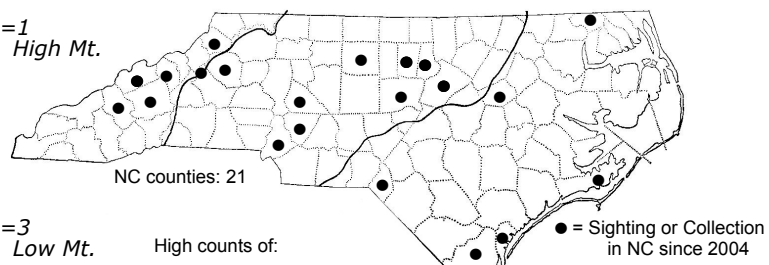 =1
High Mt.
NC counties: 21
=3
Low Mt.
High counts of:
● = Sighting or Collection
in NC since 2004